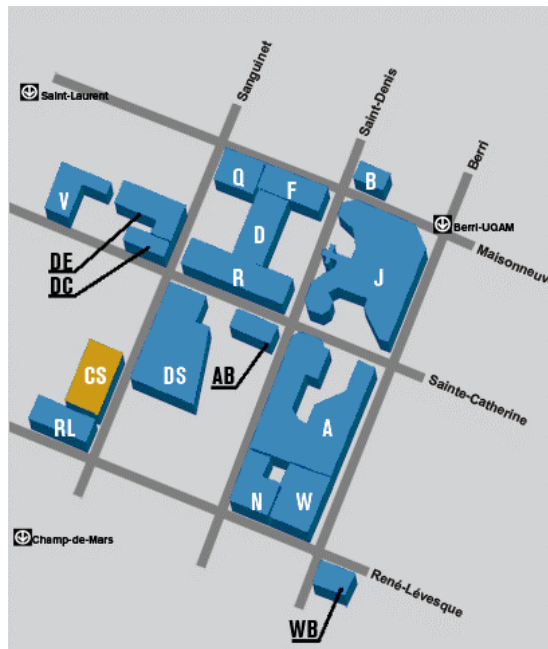 Sanguinet
Saint-Denis
Berri
Saint-Laurent
Q
F
B
V
Berri-UQAM
Maisonneuv
D
DE
DC
R
J
DS
AB
Sainte-Catherine
CS
A
RL
N
W
Champ-de-Mars
René-Lévesque
WB